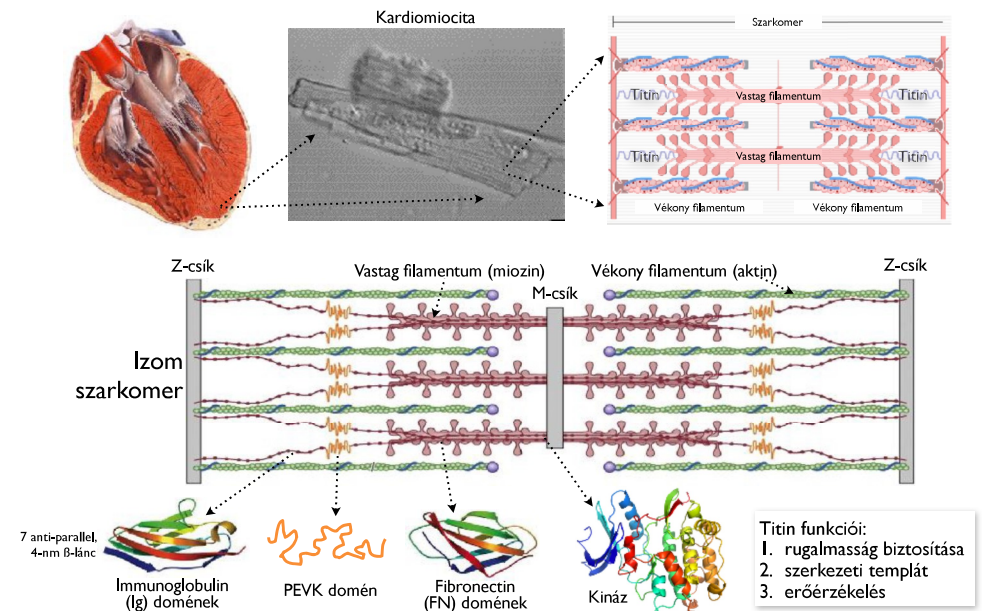 Kardiomiocita
Szarkomer
Titin
Vastag filamentum
Titin
Titin
Vastag filamentum
Titin
Vékony filamentum
Vékony filamentum
Z-csík
Vastag filamentum (miozin)
M-csík
Vékony filamentum (aktin)
Z-csík
Izom
szarkomer
7 anti-parallel,
4-nm ß-lánc
Immunoglobulin
(Ig) domének
PEVK domén
Fibronectin
(FN) domének
Kináz
Titin funkciói:
1. rugalmasság biztosítása
2. szerkezeti templát
3. erőérzékelés